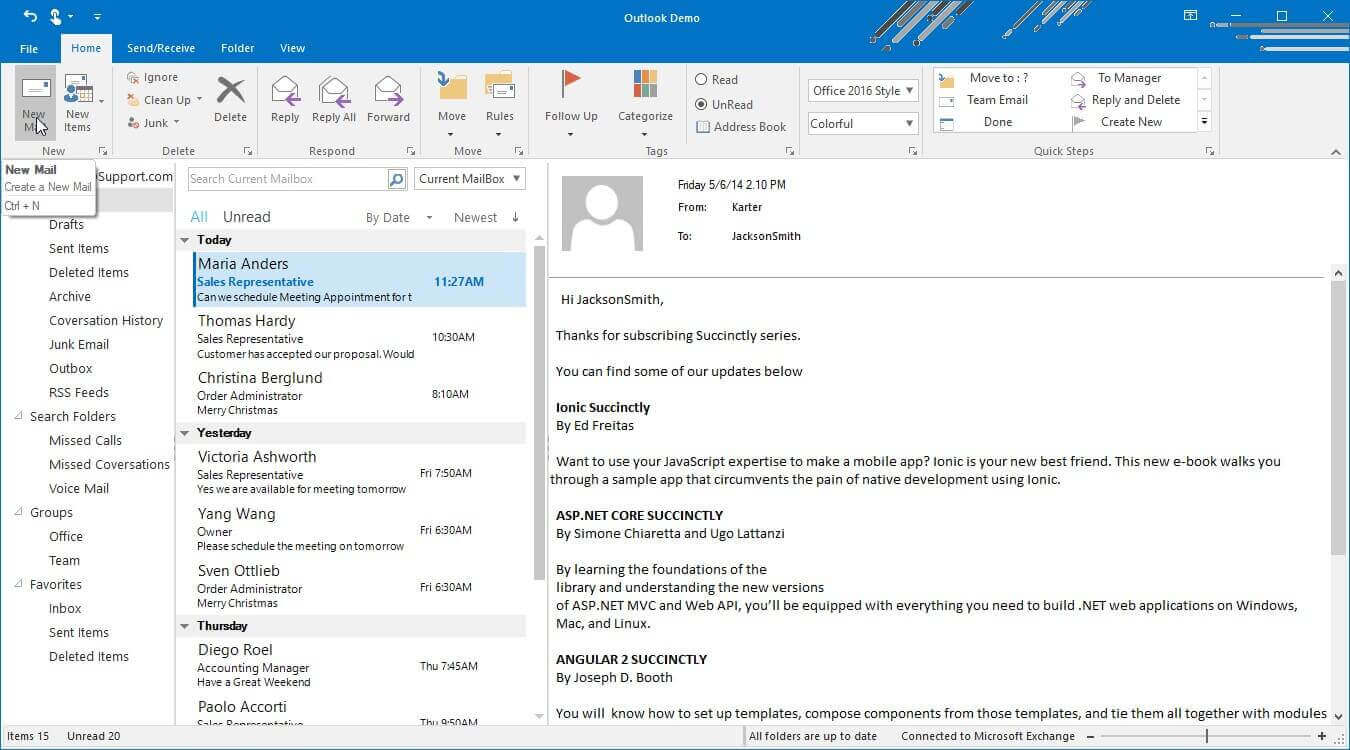 Outlook Demo
File Home Send/Receive Folder View
New
New Items
Ignore
Clean Up
Junk
Delete
Reply
Reply All
Forward
Move
Rules
Follow Up
Categorize
Read
UnRead
Address Book
Office 2016 Style
Colorful
Move to : ?
Team Email
Done
To Manager
Reply and Delete
Create New
New Delete Respond Move Tags Quick Steps
New Mail
Create a New Mail
Ctrl + N
Support.com
Drafts
Sent Items
Deleted Items
Archive
Coversation History
Junk Email
Outbox
RSS Feeds
Search Folders
Missed Calls
Missed Coversations
Voice Mail
Groups
Office
Team
Favorites
Inbox
Sent Items
Deleted Items
Search Current Mailbox
Current MailBox
All Unread By Date Newest
Today
Maria Anders
Sales Representative 11:27AM
Can we schedule Meeting Appointment for t
Thomas Hardy
Sales Representative 10:30AM
Customer has accepted our proposal. Would
Christina Berglund
Order Administrator 8:10AM
Merry Christmas
Yesterday
Victoria Ashworth
Sales Representative Fri 7:50AM
Yes we are available for meeting tomorrow
Yang Wang
Owner Fri 6:30AM
Please schedule the meeting on tomorrow
Sven Ottlieb
Order Administrator Fri 6:30AM
Merry Christmas
Thursday
Diego Roel
Accounting Manager Thu 7:45AM
Have a Great Weekend
Paolo Accorti
Sales Representative Thu 9:50AM
Friday 5/6/14 2.10 PM
From: Karter
To: JacksonSmith
Hi JacksonSmith,
Thanks for subscribing Succinctly series.
You can find some of our updates below
Ionic Succinctly
By Ed Freitas
Want to use your JavaScript expertise to make a mobile app? Ionic is your new best friend. This new e-book walks you
through a sample app that circumvents the pain of native development using Ionic.
ASP.NET CORE SUCCINCTLY
By Simone Chiaretta and Ugo Lattanzi
By learning the foundations of the
library and understanding the new versions
of ASP.NET MVC and Web API, you'll be equipped with everything you need to build .NET web applications on Windows,
Mac, and Linux.
ANGULAR 2 SUCCINCTLY
By Joseph D. Booth
You will know how to set up templates, compose components from those templates, and tie them all together with modules
Items 15 Unread 20 All folders are up to date Connected to Microsoft Exchange